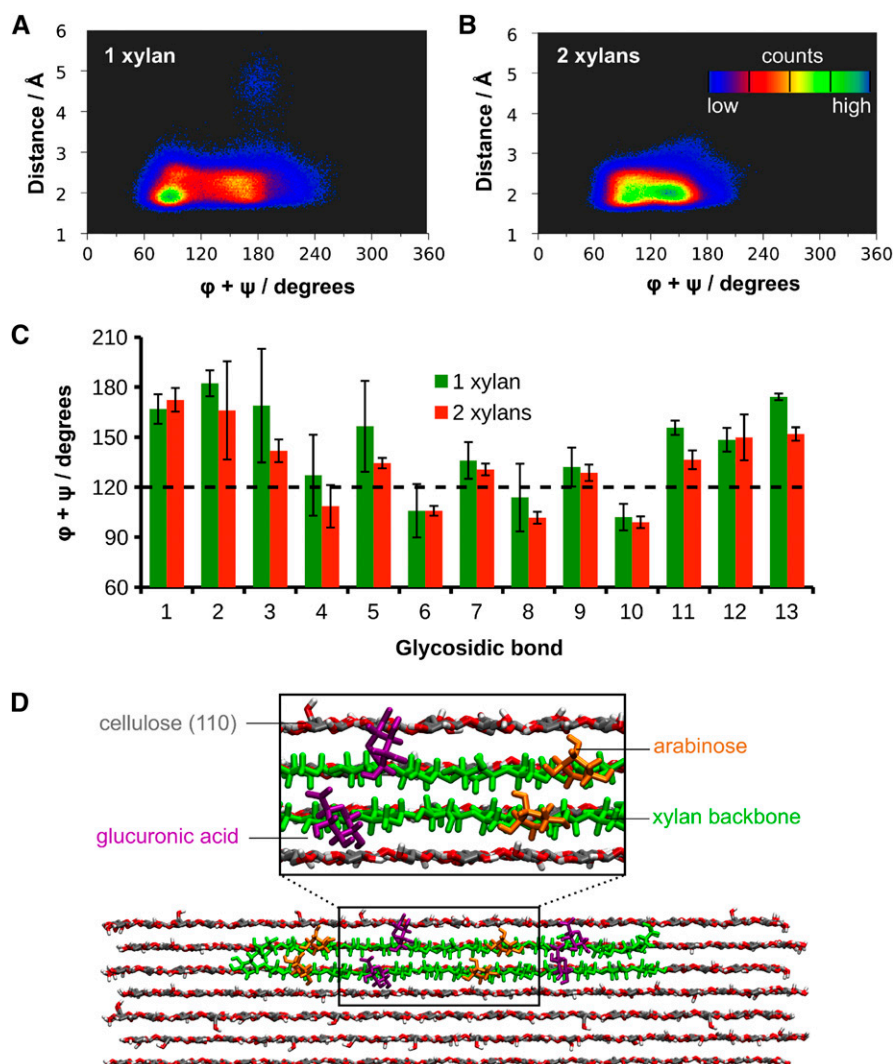 A
B
1 xylan
2 xylans
counts
low
high
Distance / Å
6
5
4
3
2
1
0
60
120
180
240
300
360
φ + ψ / degrees
Distance / Å
6
5
4
3
2
1
0
60
120
180
240
300
360
φ + ψ / degrees
C
φ + ψ / degrees
210
180
150
120
90
60
1 xylan
2 xylans
1 2 3 4 5 6 7 8 9 10 11 12 13
Glycosidic bond
D
cellulose (110)
arabinose
glucuronic acid
xylan backbone